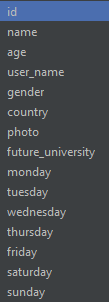 id
name
age
user_name
gender
country
photo
future_university
monday
tuesday
wednesday
thursday
friday
saturday
sunday